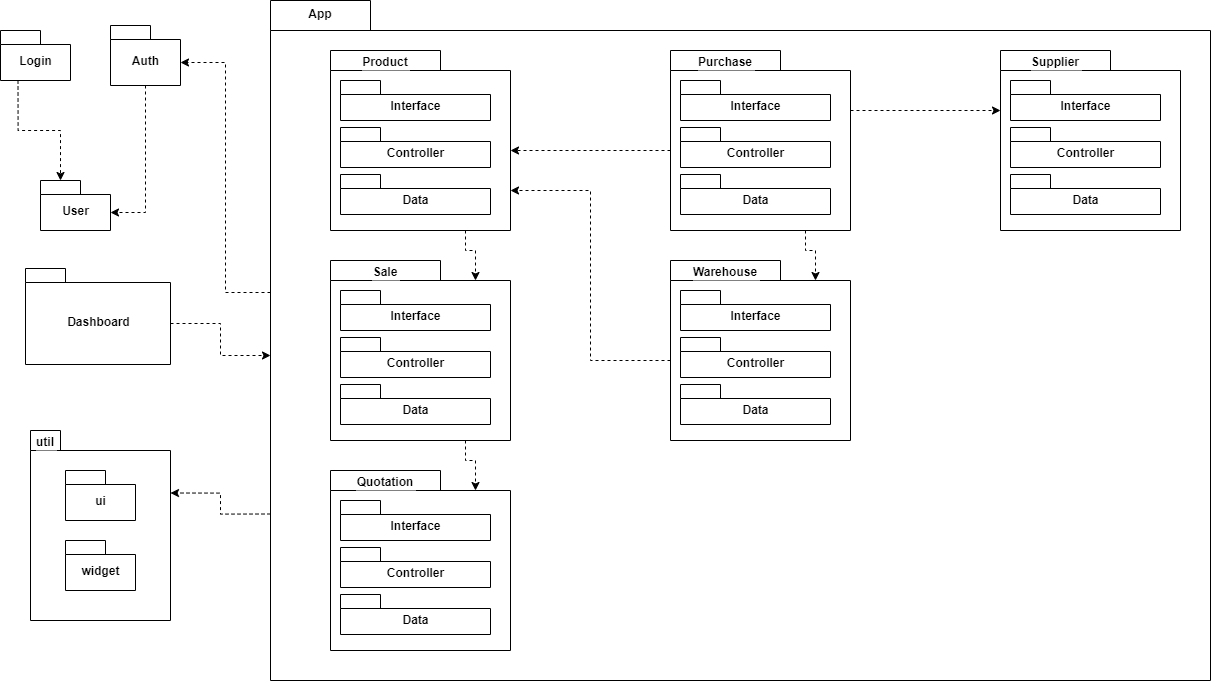 App
Login
Auth
User
Dashboard
util
ui
widget
Product
Interface
Controller
Data
Purchase
Interface
Controller
Data
Supplier
Interface
Controller
Data
Sale
Interface
Controller
Data
Warehouse
Interface
Controller
Data
Quotation
Interface
Controller
Data